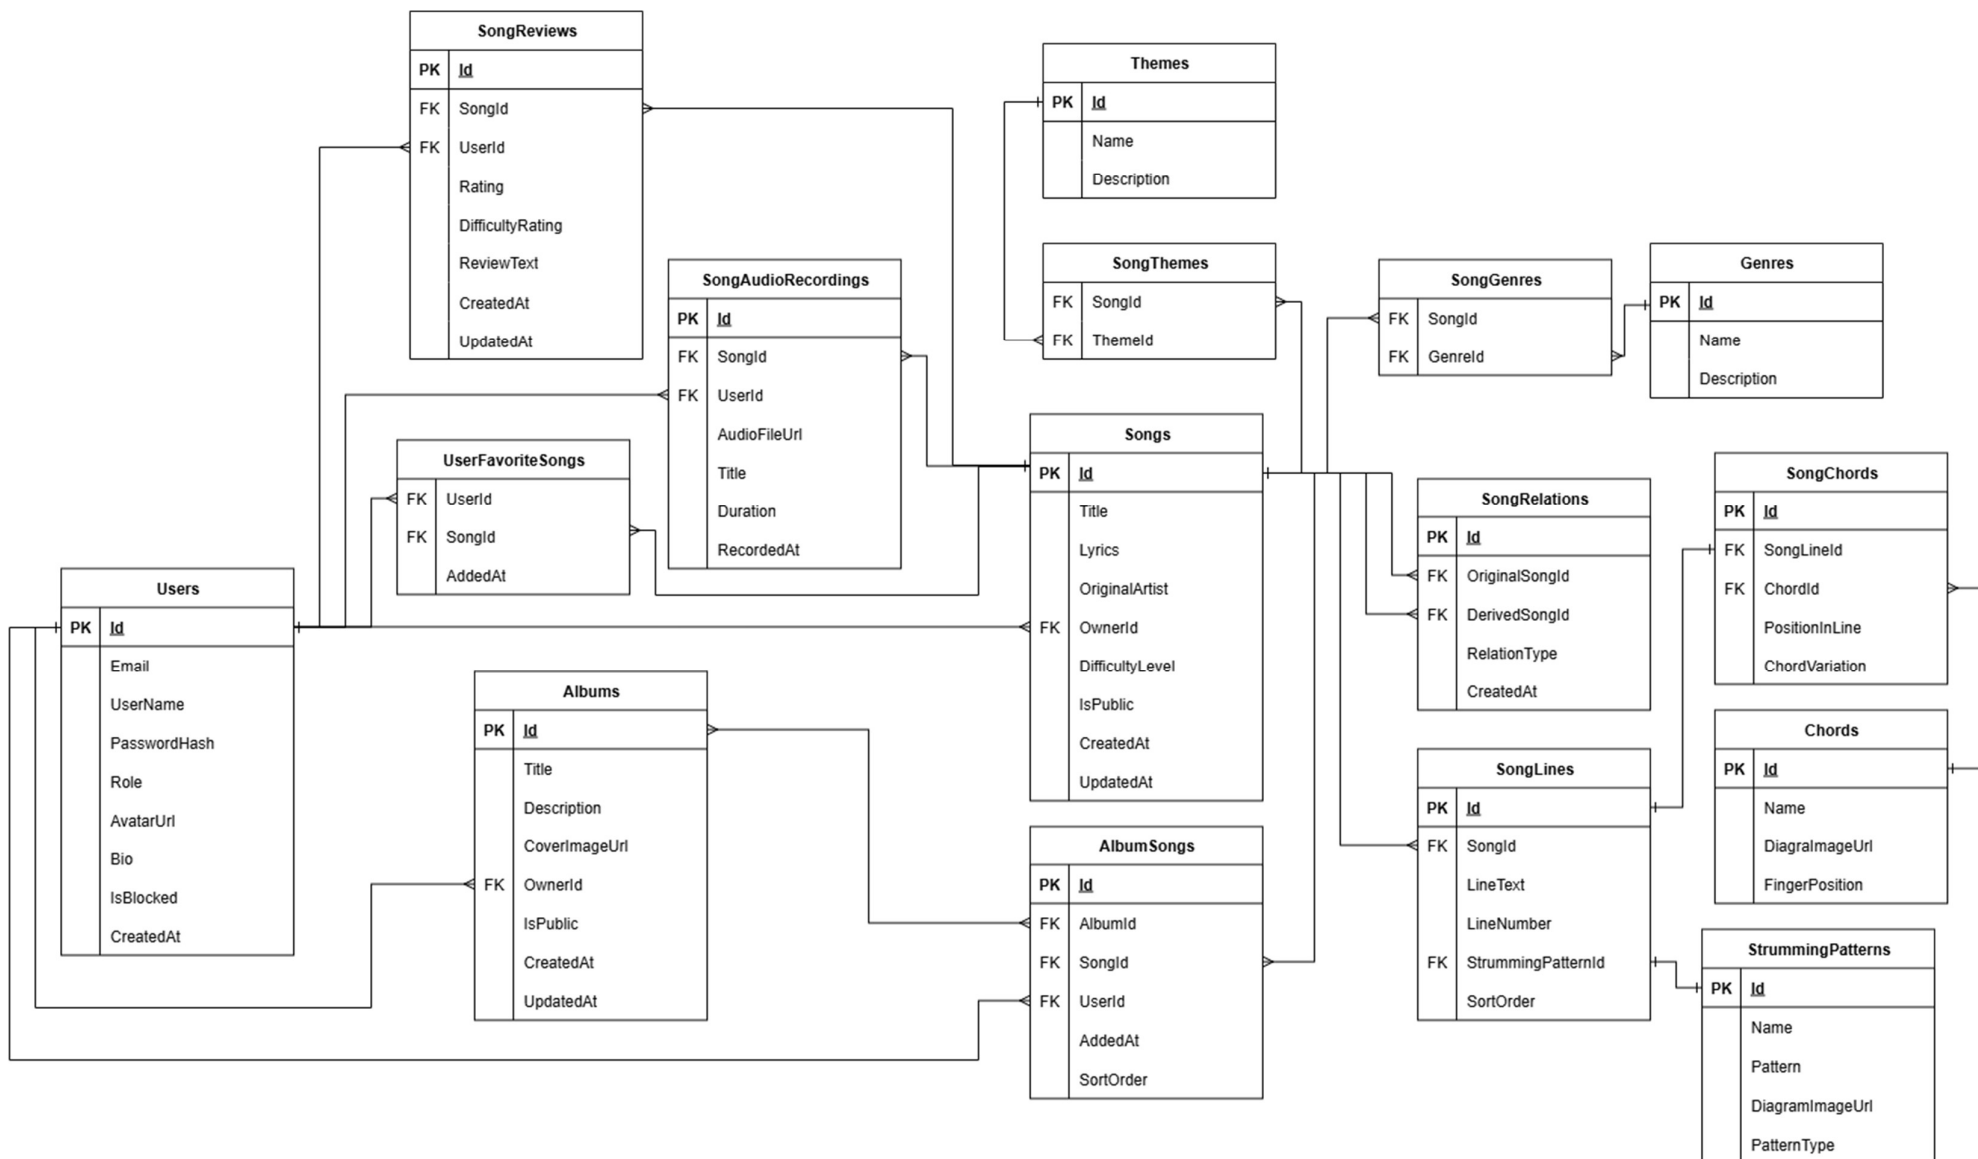 SongReviews
PK Id
FK SongId
FK UserId
Rating
DifficultyRating
ReviewText
CreatedAt
UpdatedAt
Themes
PK Id
Name
Description
SongAudioRecordings
PK Id
FK SongId
FK UserId
AudioFileUrl
Title
Duration
RecordedAt
SongThemes
FK SongId
FK ThemeId
SongGenres
FK SongId
FK GenreId
Genres
PK Id
Name
Description
UserFavoriteSongs
FK UserId
FK SongId
AddedAt
Songs
PK Id
Title
Lyrics
OriginalArtist
FK OwnerId
DifficultyLevel
IsPublic
CreatedAt
UpdatedAt
SongRelations
PK Id
FK OriginalSongId
FK DerivedSongId
RelationType
CreatedAt
SongChords
PK Id
FK SongLineId
FK ChordId
PositionInLine
ChordVariation
Users
PK Id
Email
UserName
PasswordHash
Role
AvatarUrl
Bio
IsBlocked
CreatedAt
Albums
PK Id
Title
Description
CoverImageUrl
FK OwnerId
IsPublic
CreatedAt
UpdatedAt
AlbumSongs
PK Id
FK AlbumId
FK SongId
FK UserId
AddedAt
SortOrder
SongLines
PK Id
FK SongId
LineText
LineNumber
FK StrummingPatternId
SortOrder
Chords
PK Id
Name
DiagraImageUrl
FingerPosition
StrummingPatterns
PK Id
Name
Pattern
DiagramImageUrl
PatternType